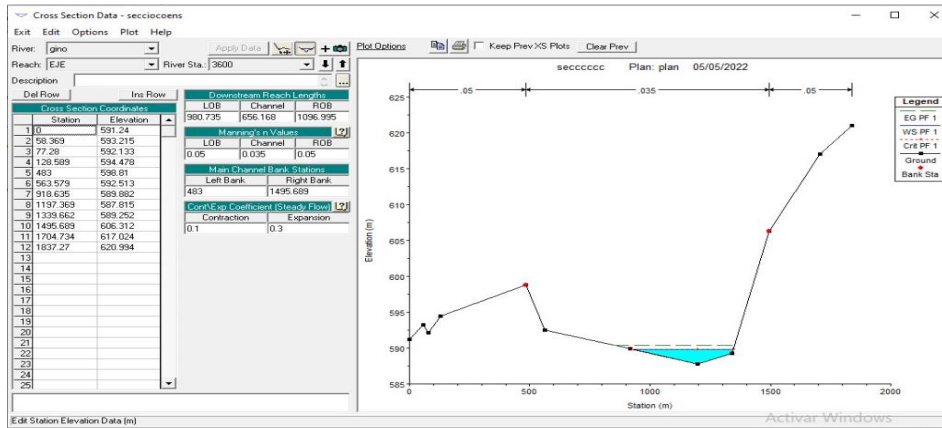 Cross Section Data - secciocoens
Exit Edit Options Plot Help
River: gino
Apply Data
Plot Options
Keep Prev XS Plots
Clear Prev
Reach: EJE
River Sta.: 3600
Description
...
Del Row
Ins Row
Cross Section Coordinates
Station Elevation
1 0 591.24
2 58.369 593.215
3 77.28 592.133
4 128.589 594.478
5 483 598.81
6 563.579 592.513
7 918.635 589.882
8 1197.369 587.815
9 1339.662 589.252
10 1495.689 606.312
11 1704.734 617.024
12 1837.27 620.994
13
14
15
16
17
18
19
20
21
22
23
24
25
Downstream Reach Lengths
LOB Channel ROB
980.735 656.168 1096.995
Manning's n Values
?
LOB Channel ROB
0.05 0.035 0.05
Main Channel Bank Stations
Left Bank Right Bank
483 1495.689
Cont\Exp Coefficient (Steady Flow)
?
Contraction Expansion
0.1 0.3
secccccc Plan: plan 05/05/2022
.05 .035 .05
Elevation (m)
625
620
615
610
605
600
595
590
585
0 500 1000 1500 2000
Station (m)
Legend
EG PF 1
WS PF 1
Crit PF 1
Ground
Bank Sta
Activar Windows
Edit Station Elevation Data (m)